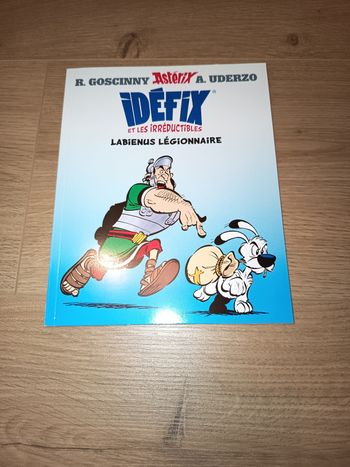 R. GOSCINNY Astérix A. UDERZO
IDÉFIX
ET LES IRRÉDUCTIBLES
LABIENUS LÉGIONNAIRE